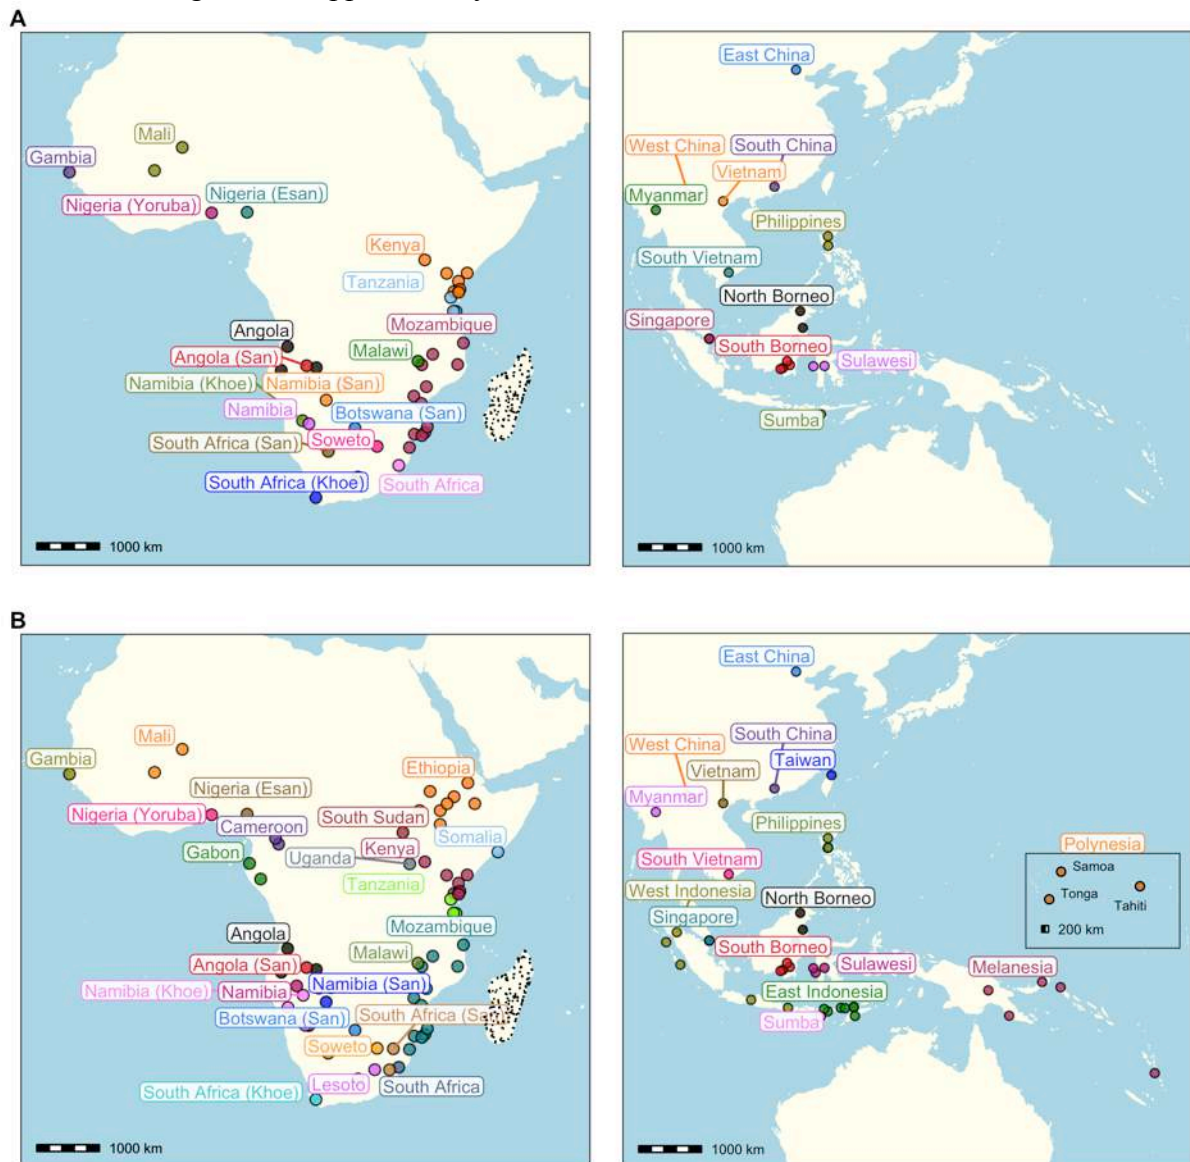 A
Mali
Gambia
Nigeria (Esan)
Nigeria (Yoruba)
Kenya
Tanzania
Mozambique
Angola
Malawi
Angola (San)
Namibia (Khoe)
Namibia (San)
Namibia
Botswana (San)
South Africa (San)
Soweto
South Africa (Khoe)
South Africa
1000 km
East China
West China
South China
Vietnam
Myanmar
Philippines
South Vietnam
North Borneo
Singapore
South Borneo
Sulawesi
Sumba
1000 km
B
Mali
Gambia
Ethiopia
Nigeria (Esan)
Nigeria (Yoruba)
South Sudan
Cameroon
Somalia
Kenya
Gabon
Uganda
Tanzania
Mozambique
Angola
Malawi
Angola (San)
Namibia (San)
Namibia (Khoe)
Namibia
Botswana (San)
South Africa (San)
Soweto
Lesoto
South Africa
South Africa (Khoe)
1000 km
East China
South China
West China
Taiwan
Vietnam
Myanmar
Philippines
Polynesia
South Vietnam
Samoa
West Indonesia
Tonga
Tahiti
North Borneo
Singapore
200 km
South Borneo
Sulawesi
Melanesia
East Indonesia
Sumba
1000 km